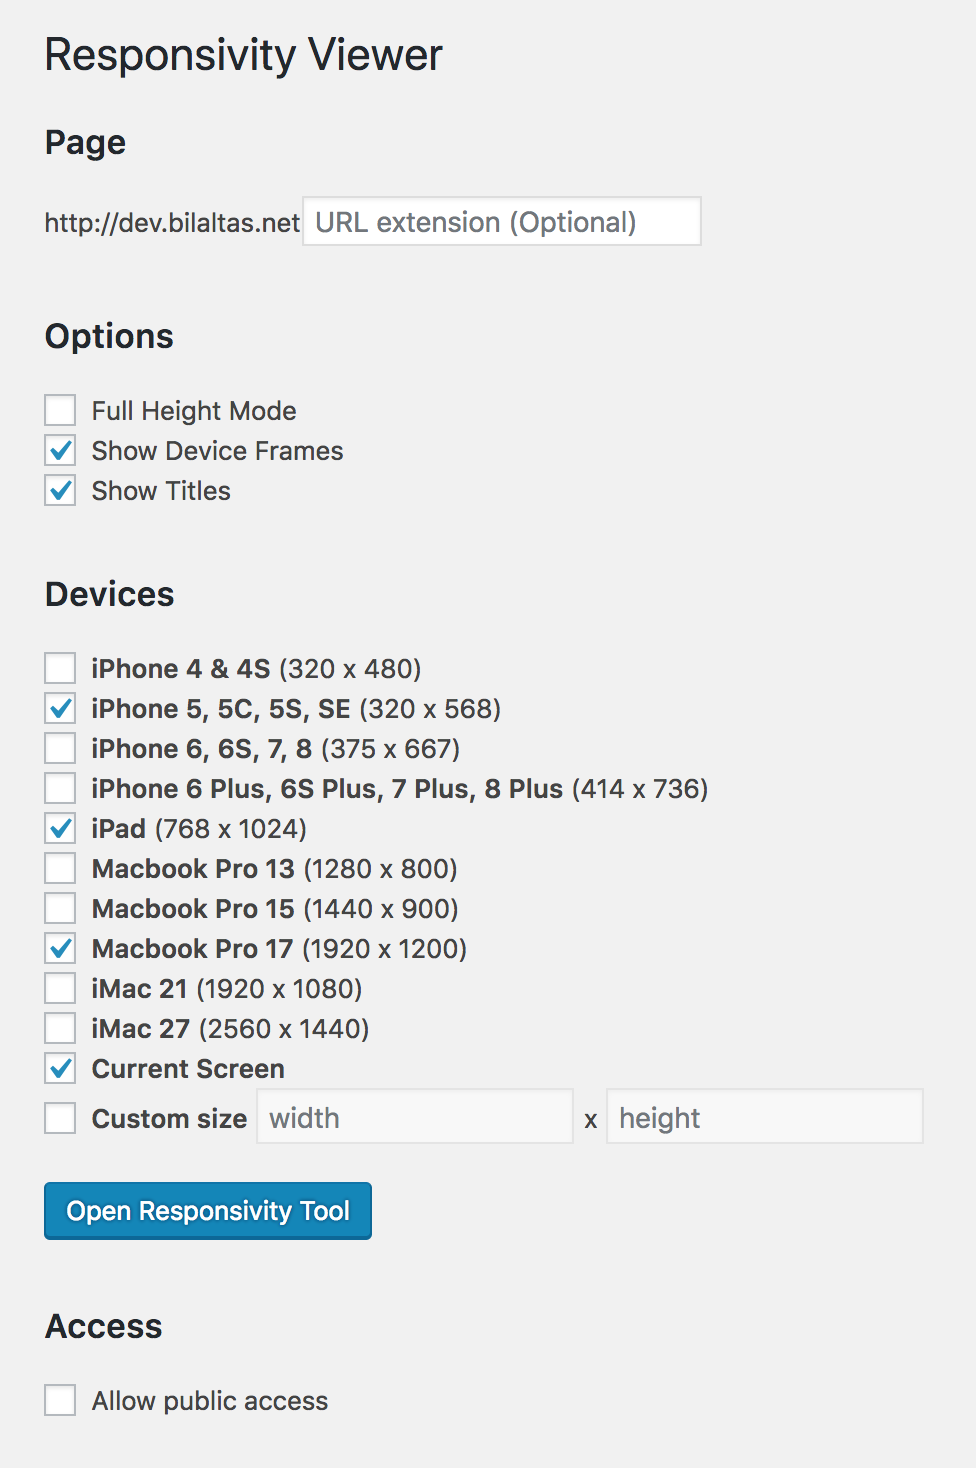 Responsivity Viewer
Page
http://dev.bilaltas.net URL extension (Optional)
Options
Full Height Mode
Show Device Frames
Show Titles
Devices
iPhone 4 & 4S (320 x 480)
iPhone 5, 5C, 5S, SE (320 x 568)
iPhone 6, 6S, 7, 8 (375 x 667)
iPhone 6 Plus, 6S Plus, 7 Plus, 8 Plus (414 x 736)
iPad (768 x 1024)
Macbook Pro 13 (1280 x 800)
Macbook Pro 15 (1440 x 900)
Macbook Pro 17 (1920 x 1200)
iMac 21 (1920 x 1080)
iMac 27 (2560 x 1440)
Current Screen
Custom size width x height
Open Responsivity Tool
Access
Allow public access